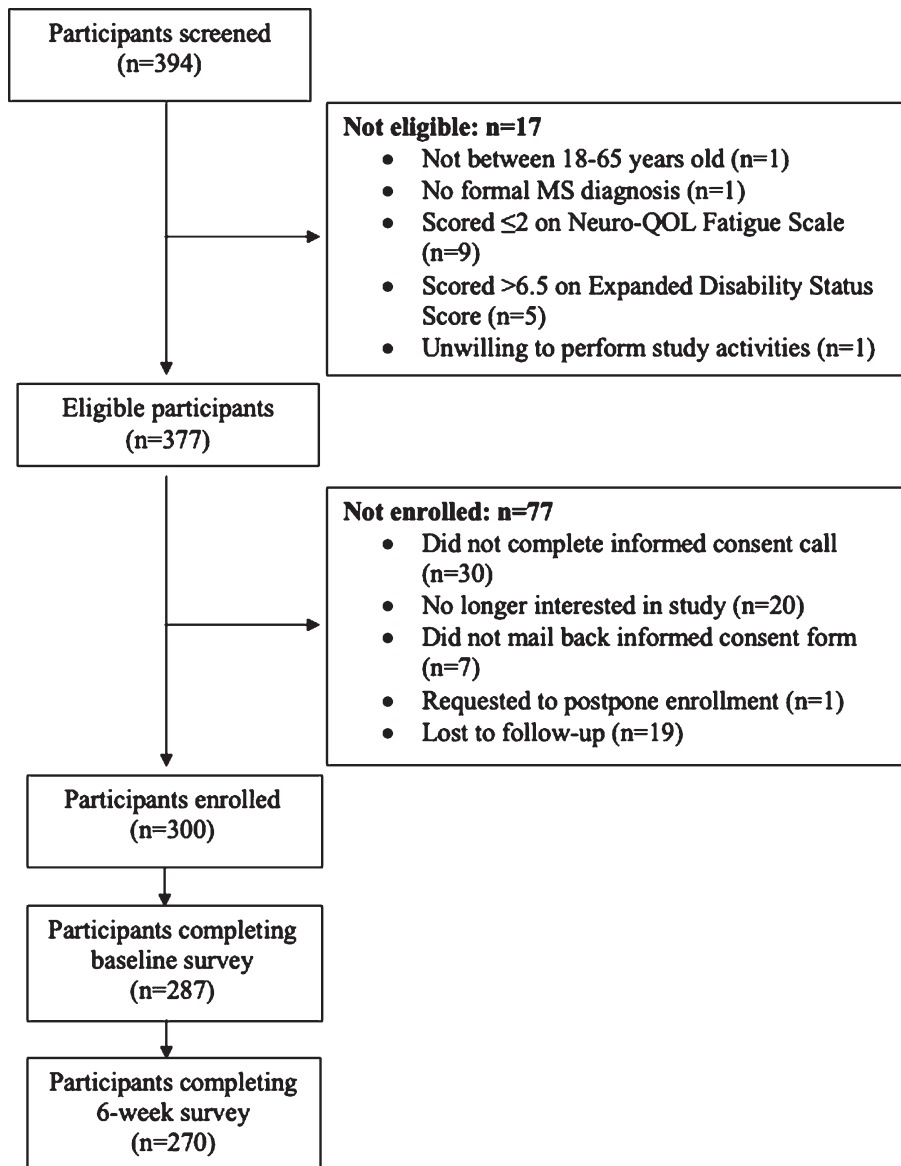 Participants screened
(n=394)
Not eligible: n=17
• Not between 18-65 years old (n=1)
• No formal MS diagnosis (n=1)
• Scored ≤2 on Neuro-QOL Fatigue Scale
(n=9)
• Scored >6.5 on Expanded Disability Status
Score (n=5)
• Unwilling to perform study activities (n=1)
Eligible participants
(n=377)
Not enrolled: n=77
• Did not complete informed consent call
(n=30)
• No longer interested in study (n=20)
• Did not mail back informed consent form
(n=7)
• Requested to postpone enrollment (n=1)
• Lost to follow-up (n=19)
Participants enrolled
(n=300)
Participants completing
baseline survey
(n=287)
Participants completing
6-week survey
(n=270)